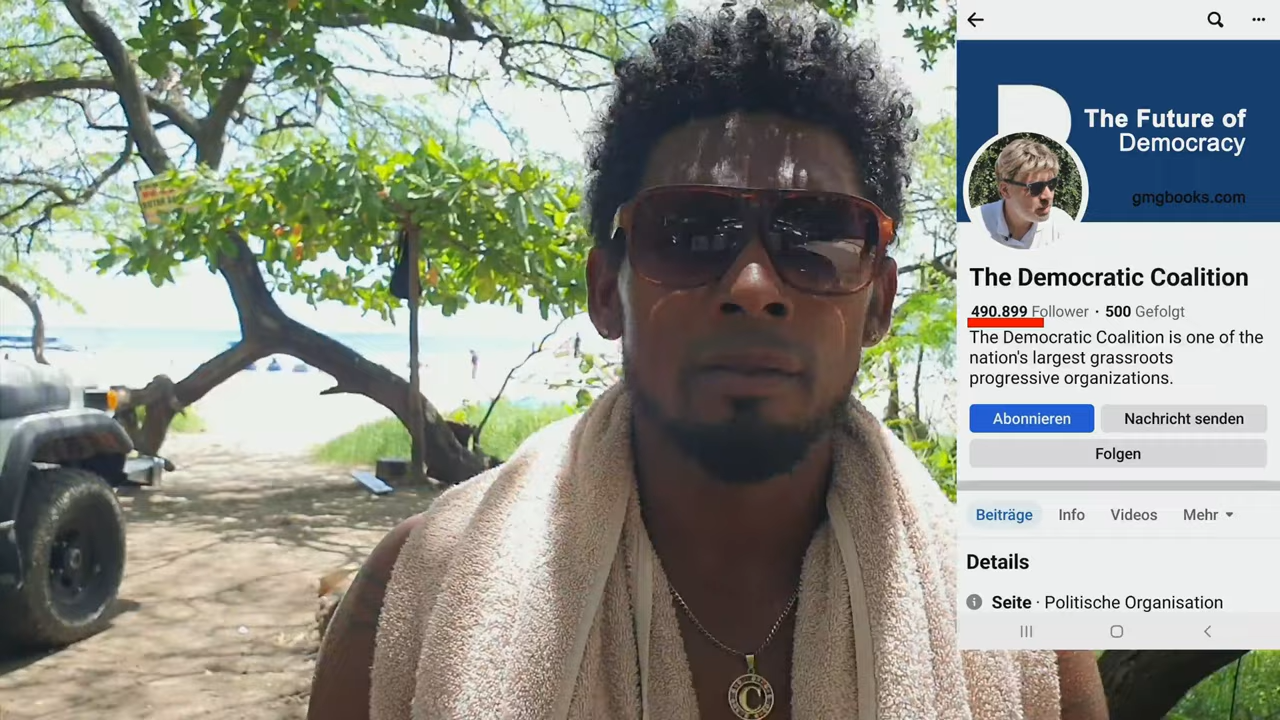 The Future of
Democracy
gmgbooks.com
The Democratic Coalition
490.899 Follower · 500 Gefolgt
The Democratic Coalition is one of the
nation's largest grassroots
progressive organizations.
Abonnieren
Nachricht senden
Folgen
Beiträge
Info
Videos
Mehr
Details
Seite · Politische Organisation
C